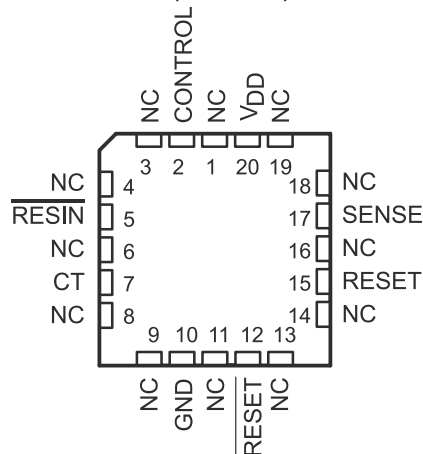 NC
CONTROL
NC
VDD
NC
3
2
1
20
19
NC 4
18 NC
RESIN 5
17 SENSE
NC 6
16 NC
CT 7
15 RESET
NC 8
14 NC
9
10
11
12
13
NC
GND
NC
RESET
NC